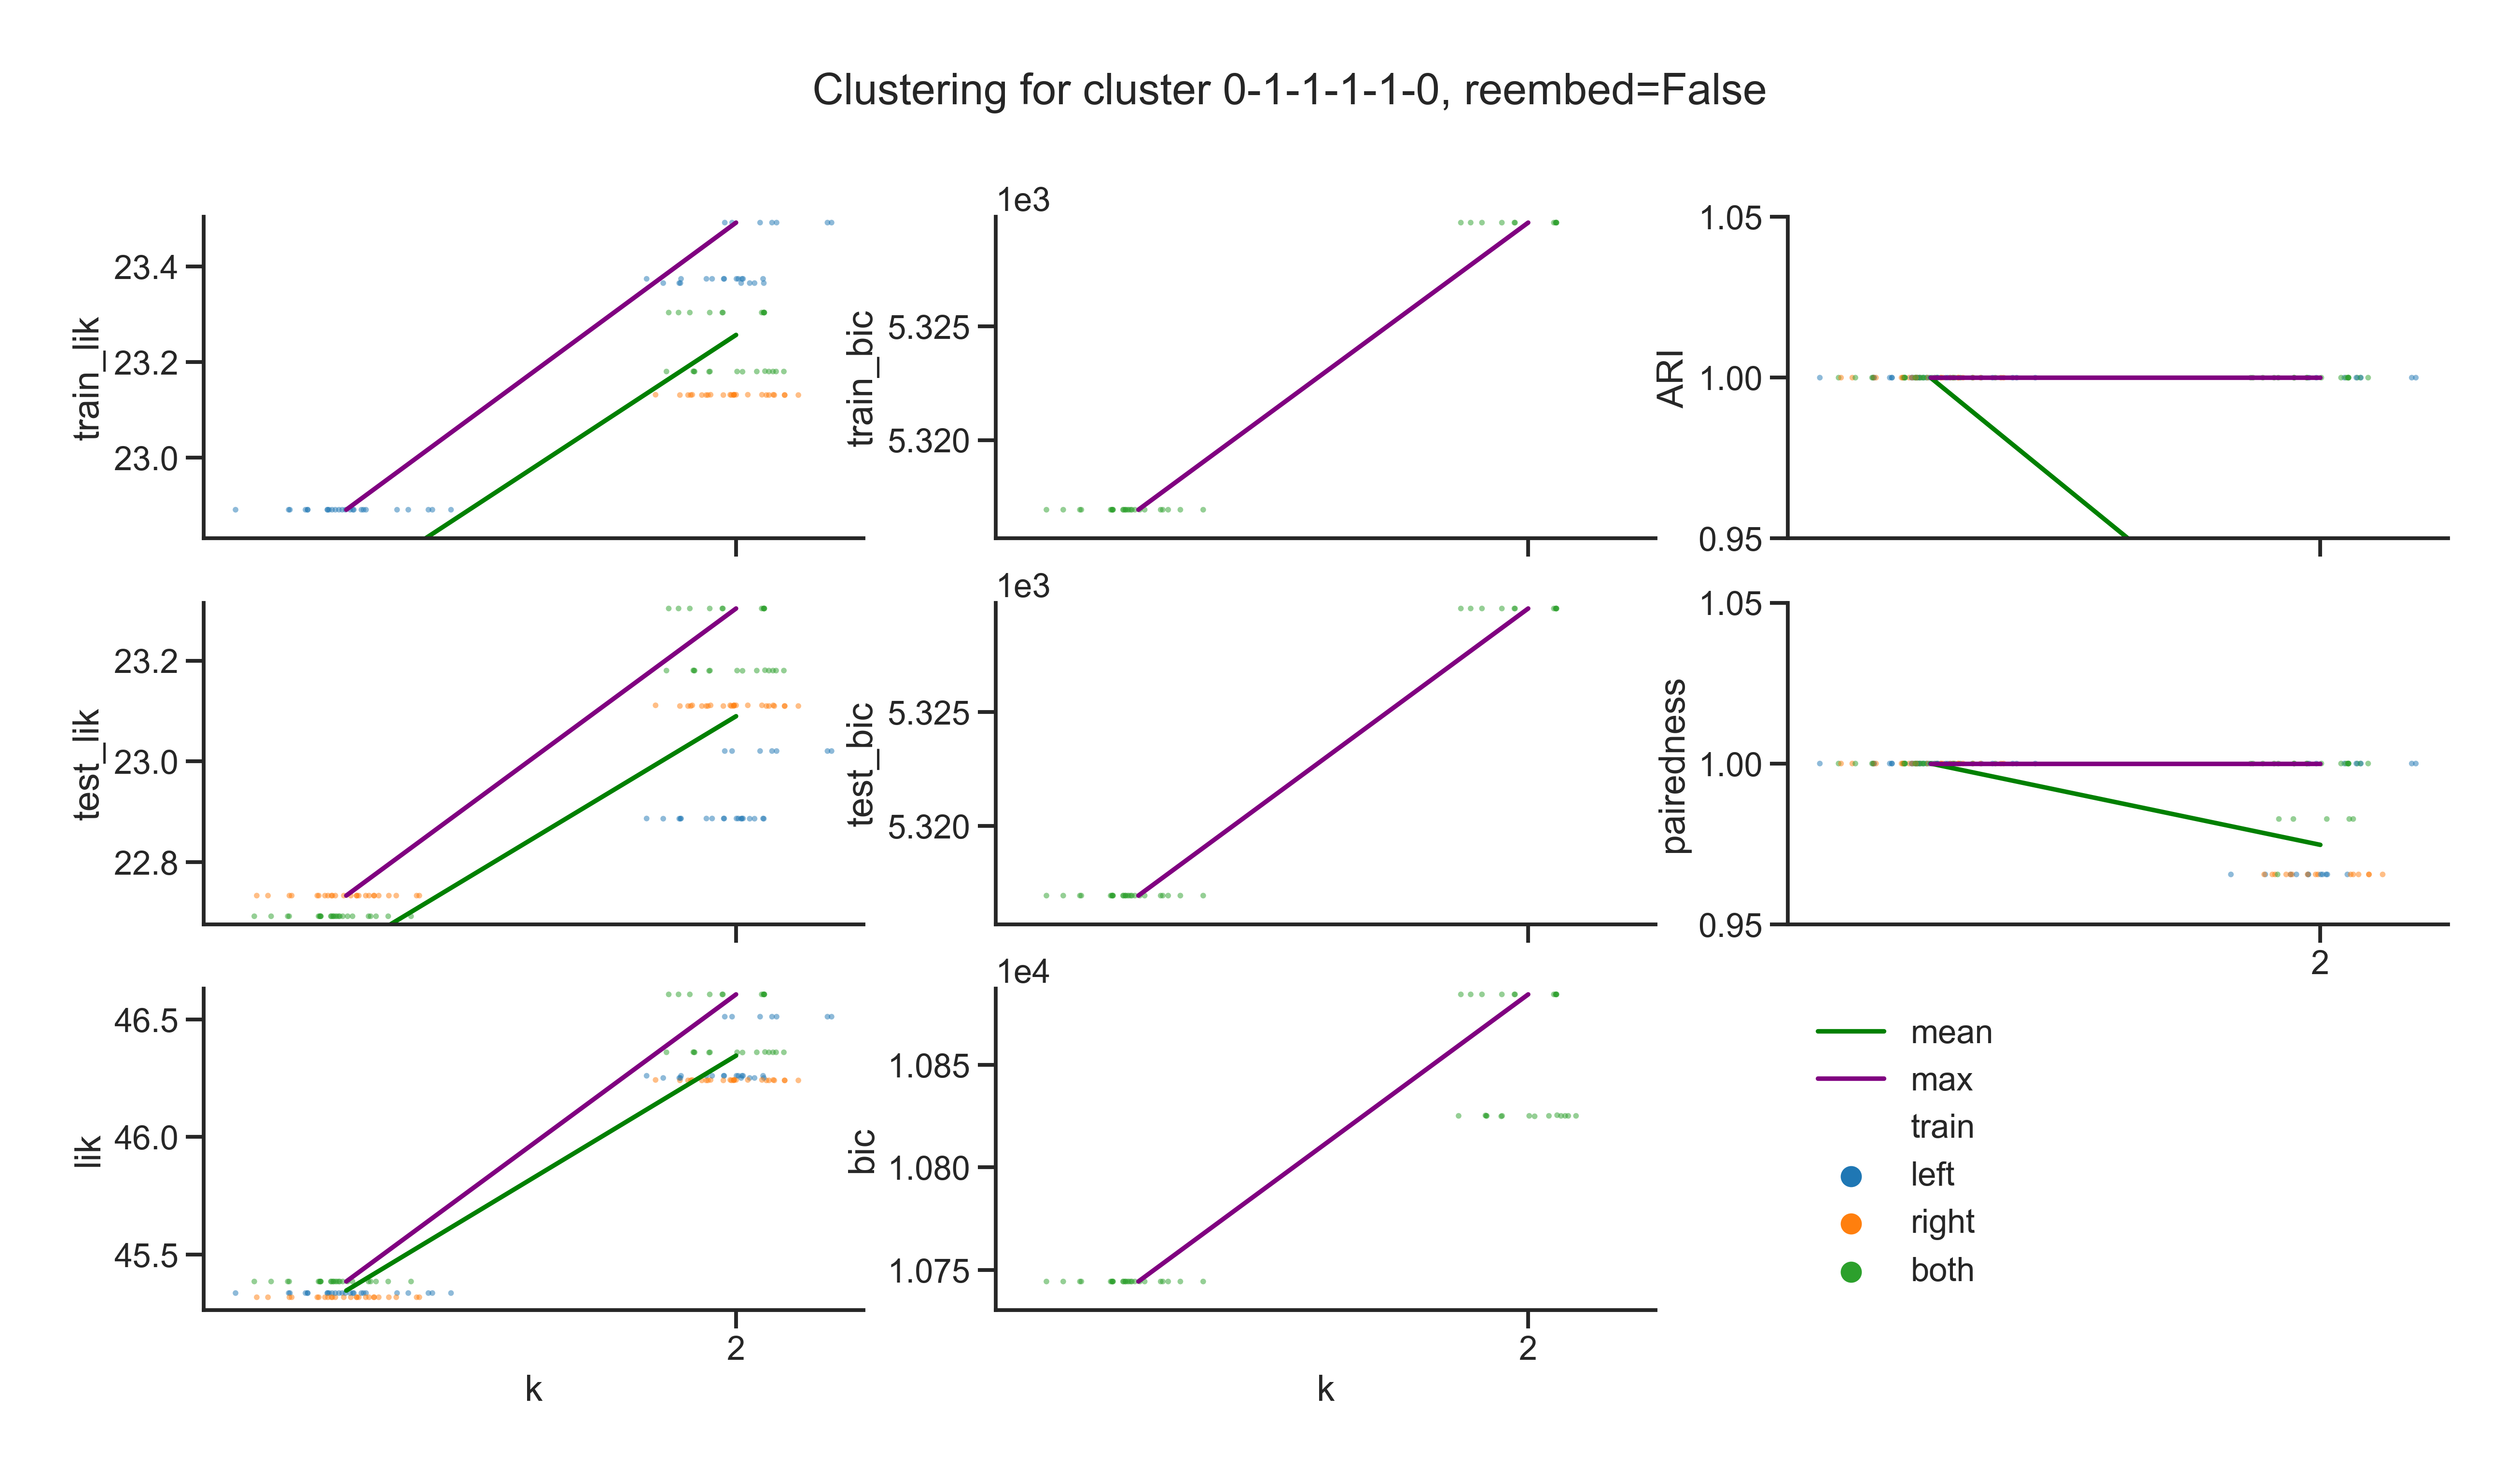 Clustering for cluster 0-1-1-1-1-0, reembed=False
train_lik
23.4
23.2
23.0
1e3
train_bic
5.325
5.320
ARI
1.05
1.00
0.95
test_lik
23.2
23.0
22.8
1e3
test_bic
5.325
5.320
pairedness
1.05
1.00
0.95
2
lik
46.5
46.0
45.5
2
k
1e4
bic
1.085
1.080
1.075
2
k
mean
max
train
left
right
both